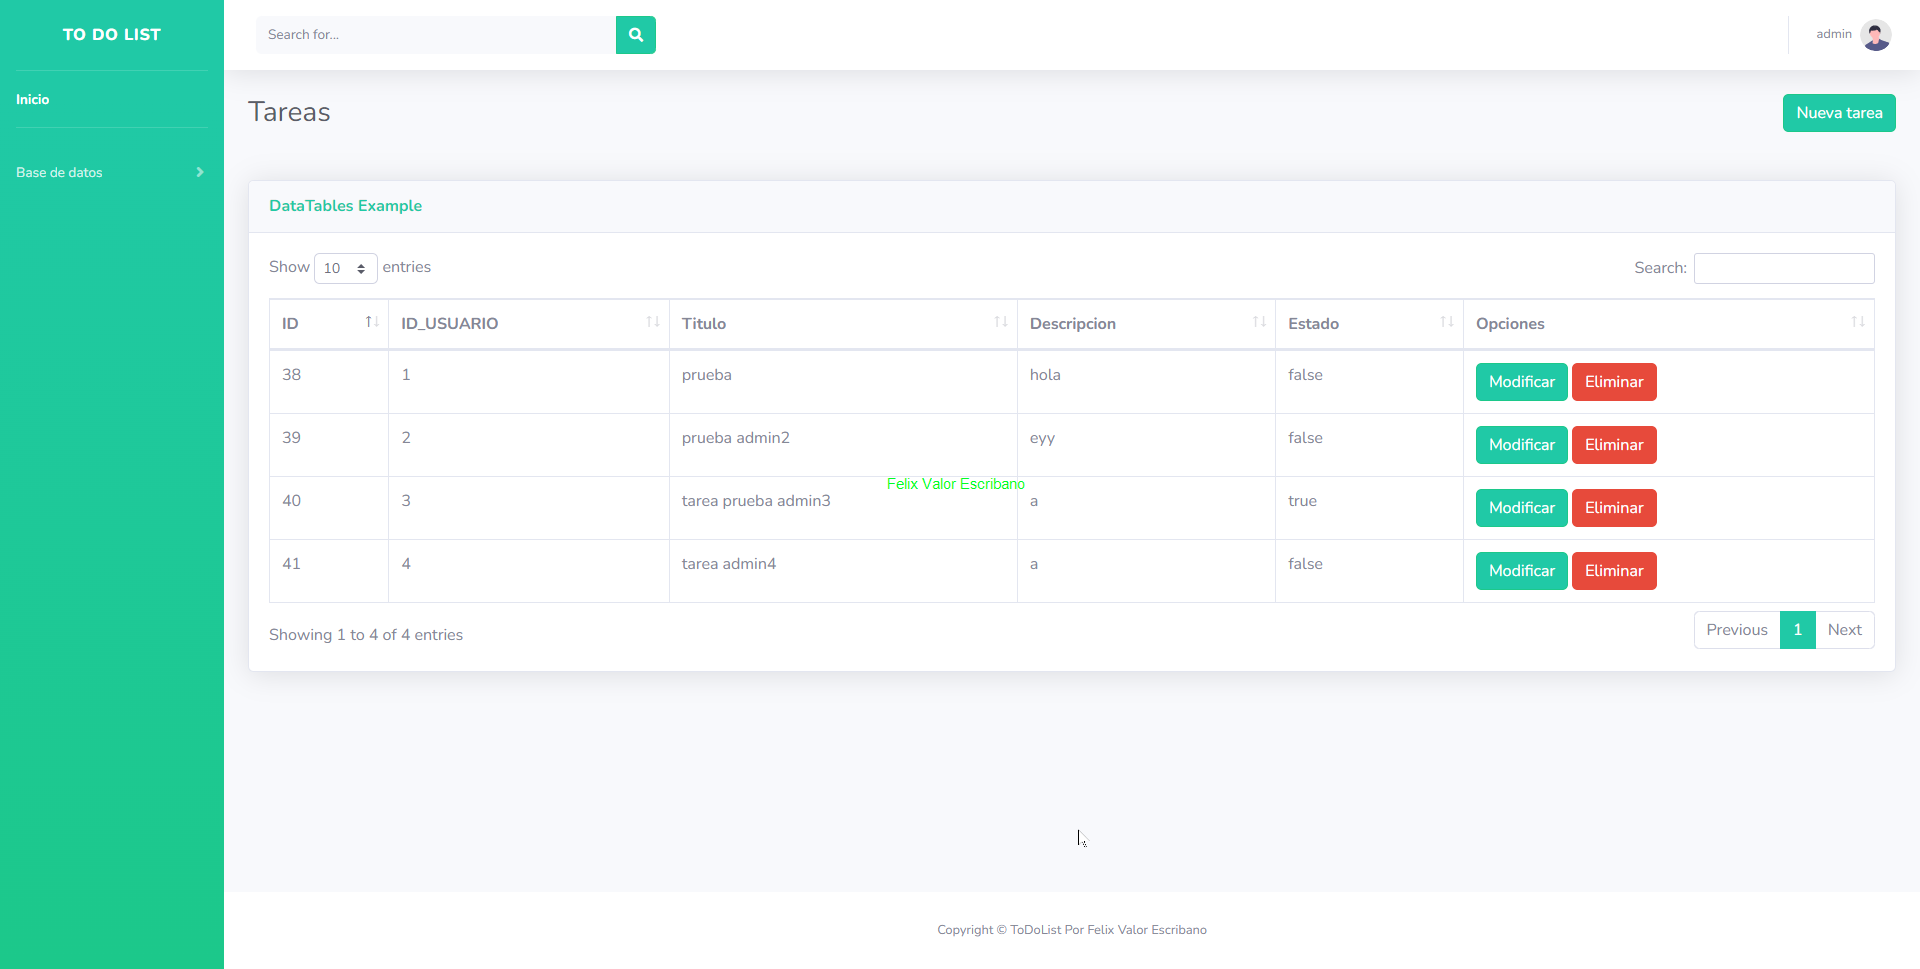 TO DO LIST
Search for...
admin
Inicio
Base de datos
Tareas
Nueva tarea
DataTables Example
Show 10 entries
Search:
ID ID_USUARIO Titulo Descripcion Estado Opciones
38 1 prueba hola false Modificar Eliminar
39 2 prueba admin2 eyy false Modificar Eliminar
Felix Valor Escribano
40 3 tarea prueba admin3 a true Modificar Eliminar
41 4 tarea admin4 a false Modificar Eliminar
Showing 1 to 4 of 4 entries
Previous 1 Next
Copyright © ToDoList Por Felix Valor Escribano